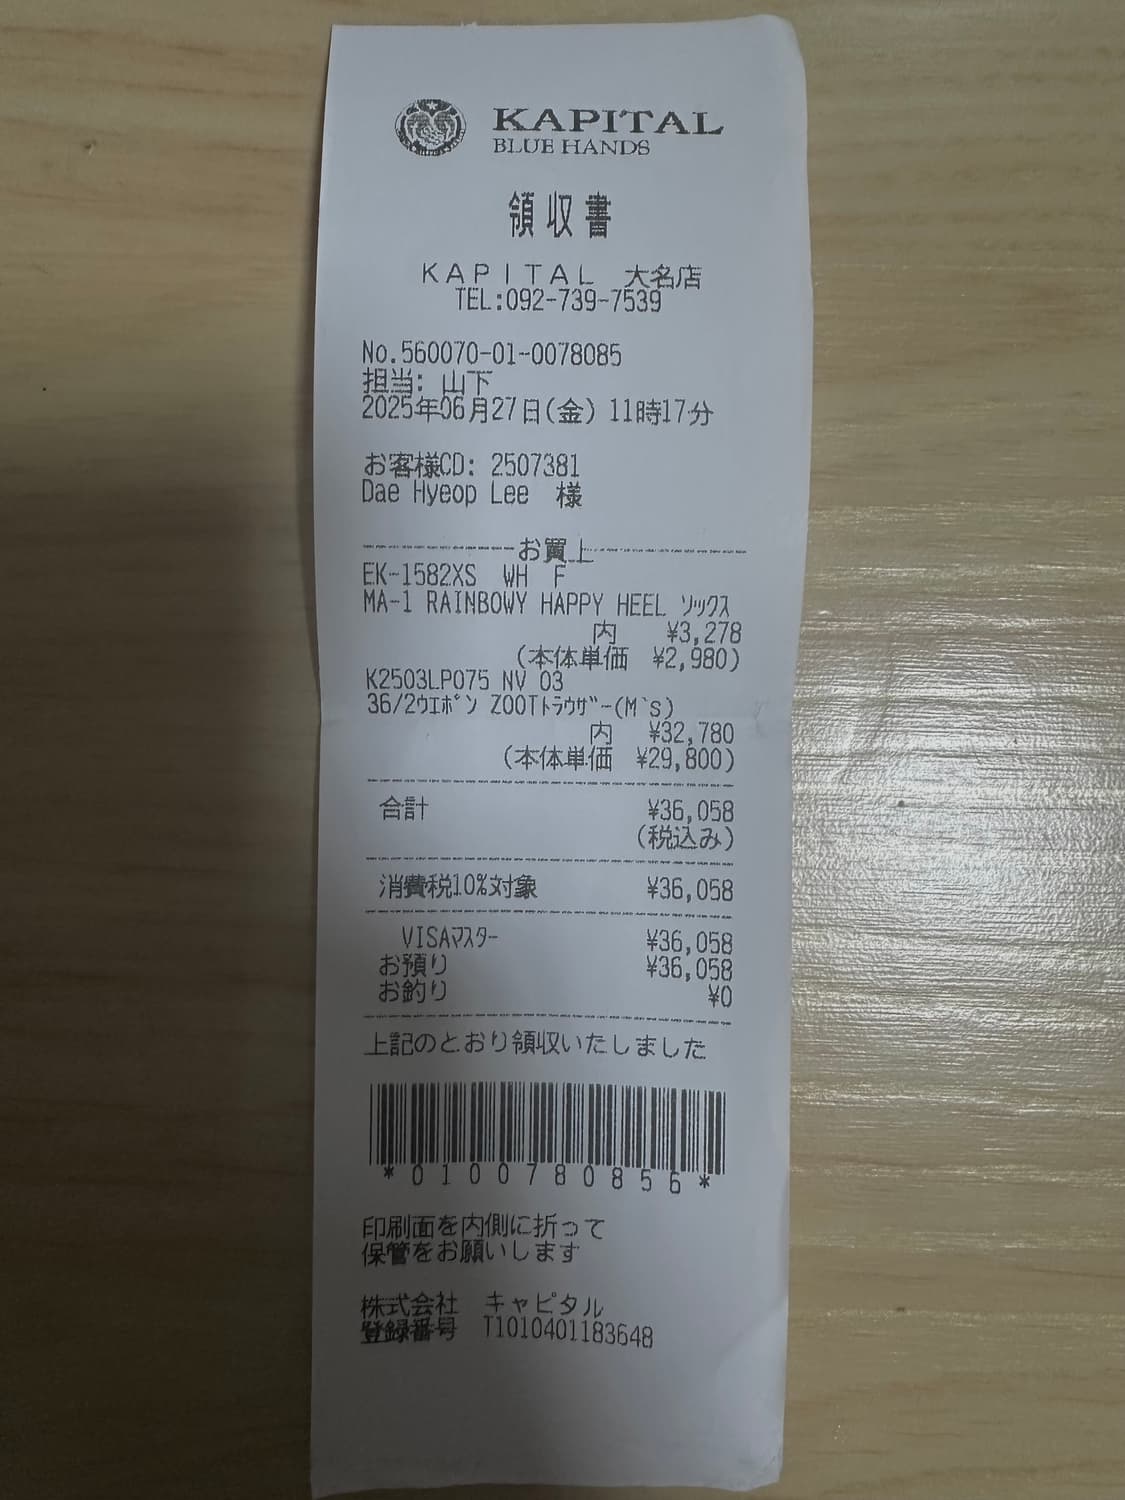 KAPITAL
BLUE HANDS
領収書
KAPITAL 大名店
TEL:092-739-7539
No.560070-01-0078085
担当: 山下
2025年06月27日(金) 11時17分
お客様CD: 2507381
Dae Hyeop Lee 様
お買上
EK-1582XS WH F
MA-1 RAINBOWY HAPPY HEEL ソックス
内 ¥3,278
(本体単価 ¥2,980)
K2503LP075 NV 03
36/2ウエポン ZOOTトラウザー(M`s)
内 ¥32,780
(本体単価 ¥29,800)
合計 ¥36,058
(税込み)
消費税10%対象 ¥36,058
VISAマスター ¥36,058
お預り ¥36,058
お釣り ¥0
上記のとおり領収いたしました
*0100780856*
印刷面を内側に折って
保管をお願いします
株式会社 キャピタル
登録番号 T1010401183648